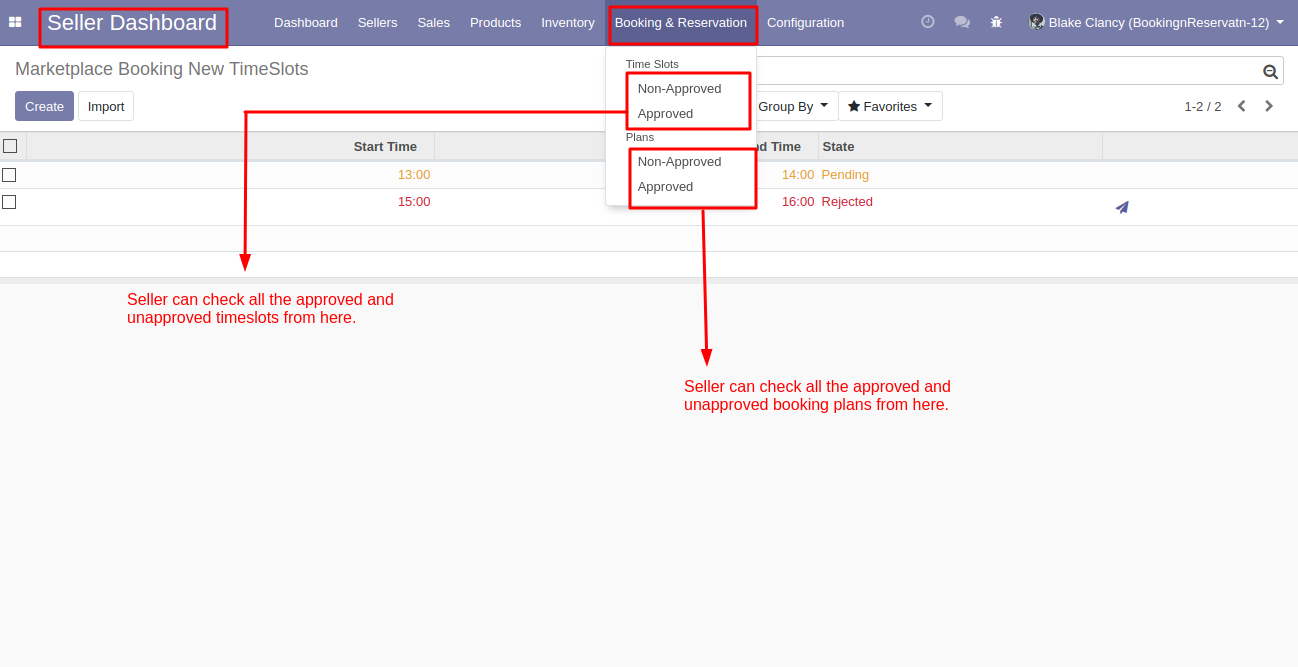 Seller Dashboard Dashboard Sellers Sales Products Inventory Booking & Reservation Configuration Blake Clancy (BookingnReservatn-12)
Marketplace Booking New TimeSlots
Time Slots
Non-Approved
Approved
Plans
Non-Approved
Approved
Create Import Group By Favorites 1-2 / 2
Start Time d Time State
13:00 14:00 Pending
15:00 16:00 Rejected
Seller can check all the approved and
unapproved timeslots from here.
Seller can check all the approved and
unapproved booking plans from here.